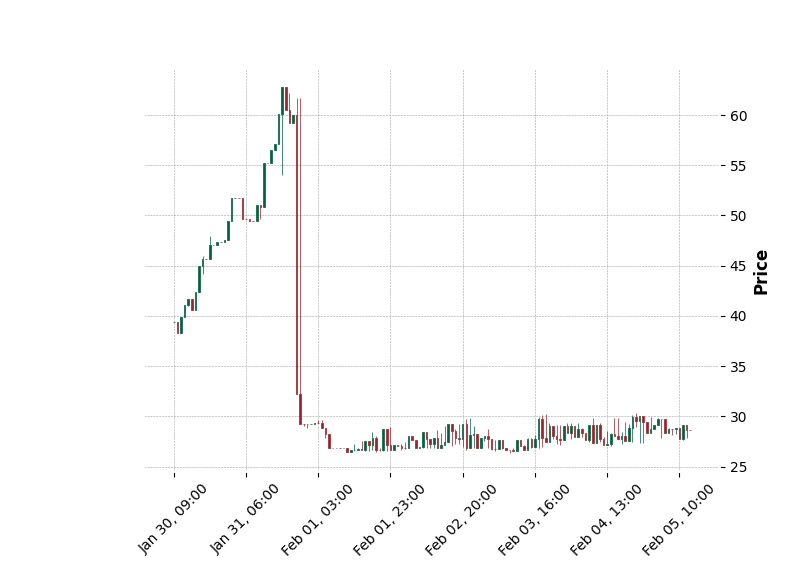 60
55
50
45
40
35
30
25
Price
Jan 30, 09:00
Jan 31, 06:00
Feb 01, 03:00
Feb 01, 23:00
Feb 02, 20:00
Feb 03, 16:00
Feb 04, 13:00
Feb 05, 10:00